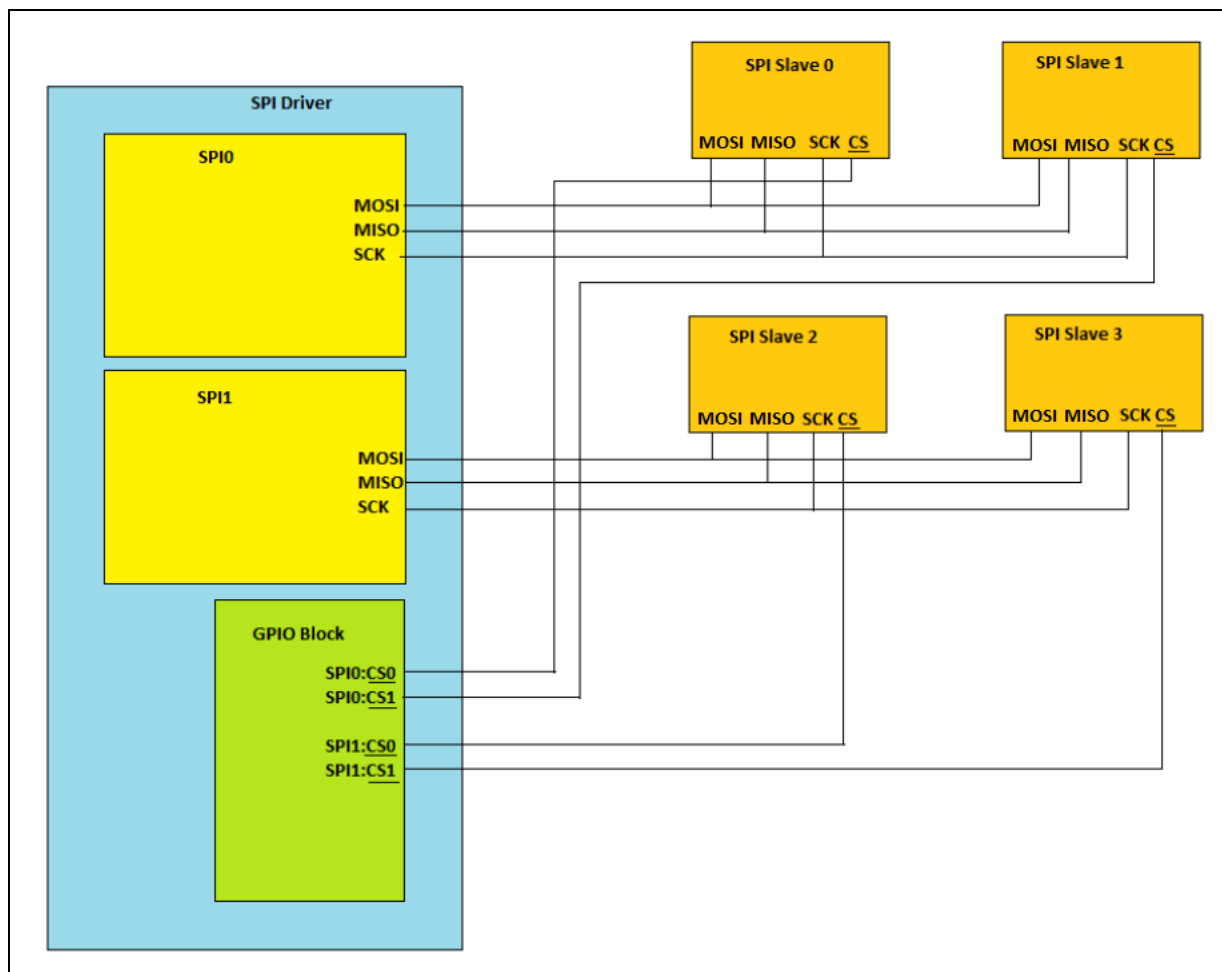 SPI Driver
SPI0
MOSI
MISO
SCK
SPI1
MOSI
MISO
SCK
GPIO Block
SPI0:CS0
SPI0:CS1
SPI1:CS0
SPI1:CS1
SPI Slave 0
MOSI MISO SCK CS
SPI Slave 1
MOSI MISO SCK CS
SPI Slave 2
MOSI MISO SCK CS
SPI Slave 3
MOSI MISO SCK CS